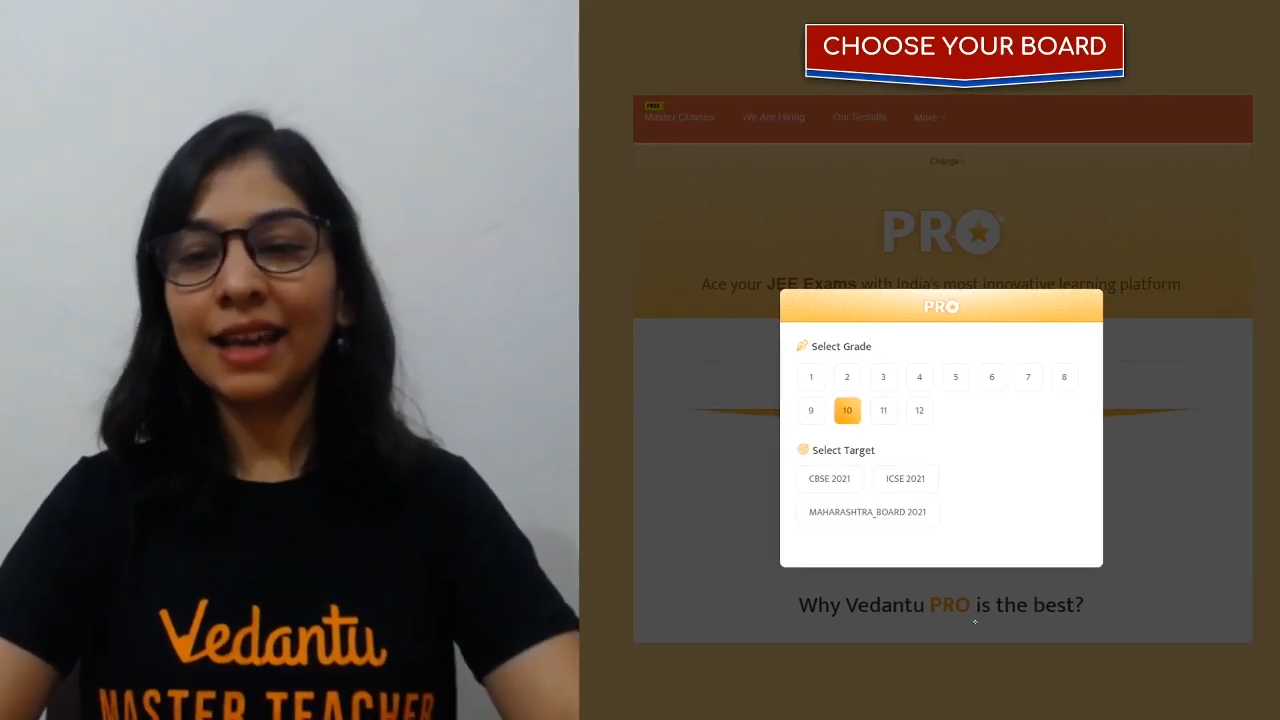 CHOOSE YOUR BOARD
FREE
Master Classes We Are Hiring Our Results More
Change
PRO
Ace your JEE Exams with India's most innovative learning platform
PRO
Select Grade
1 2 3 4 5 6 7 8
9 10 11 12
Select Target
CBSE 2021 ICSE 2021
MAHARASHTRA_BOARD 2021
Why Vedantu PRO is the best?
Vedantu
MASTER TEACHER